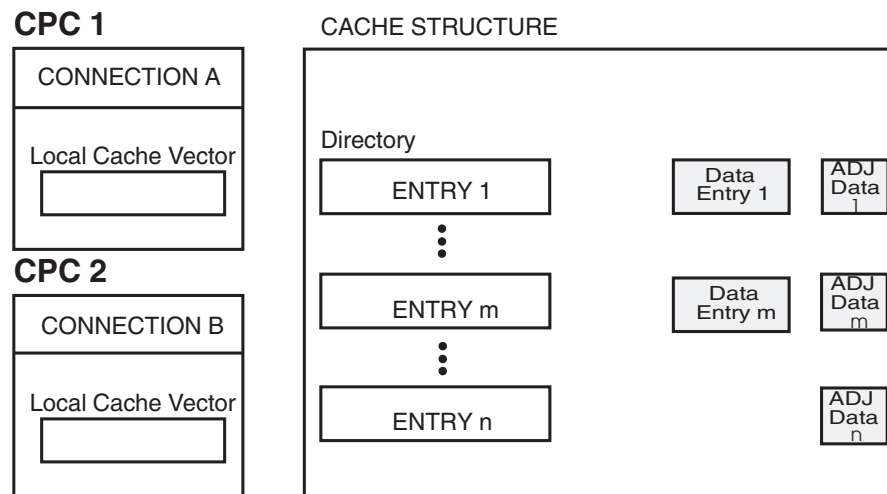 CPC 1
CONNECTION A
Local Cache Vector
CPC 2
CONNECTION B
Local Cache Vector
CACHE STRUCTURE
Directory
ENTRY 1
Data
Entry 1
ADJ
Data
1
ENTRY m
Data
Entry m
ADJ
Data
m
ENTRY n
ADJ
Data
n